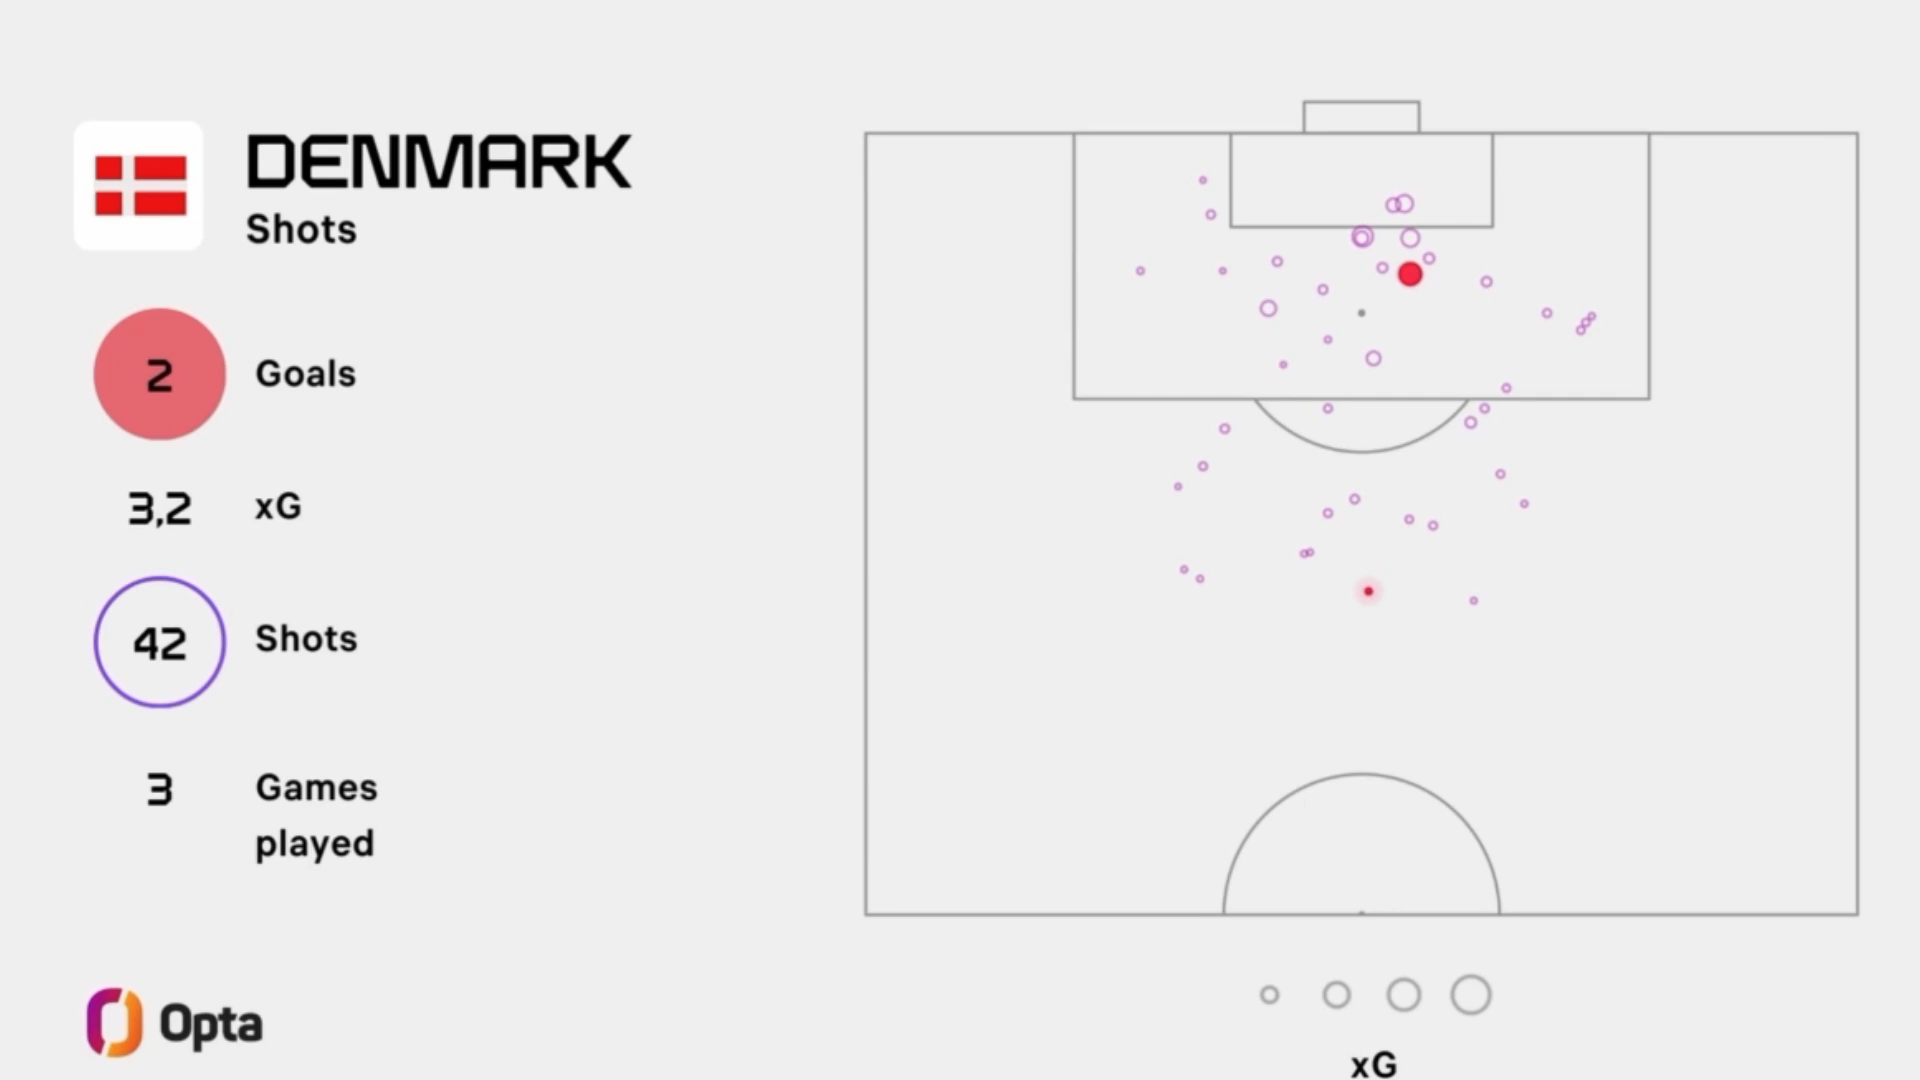 DENMARK
Shots
2 Goals
3,2 xG
42 Shots
3 Games
played
Opta
xG